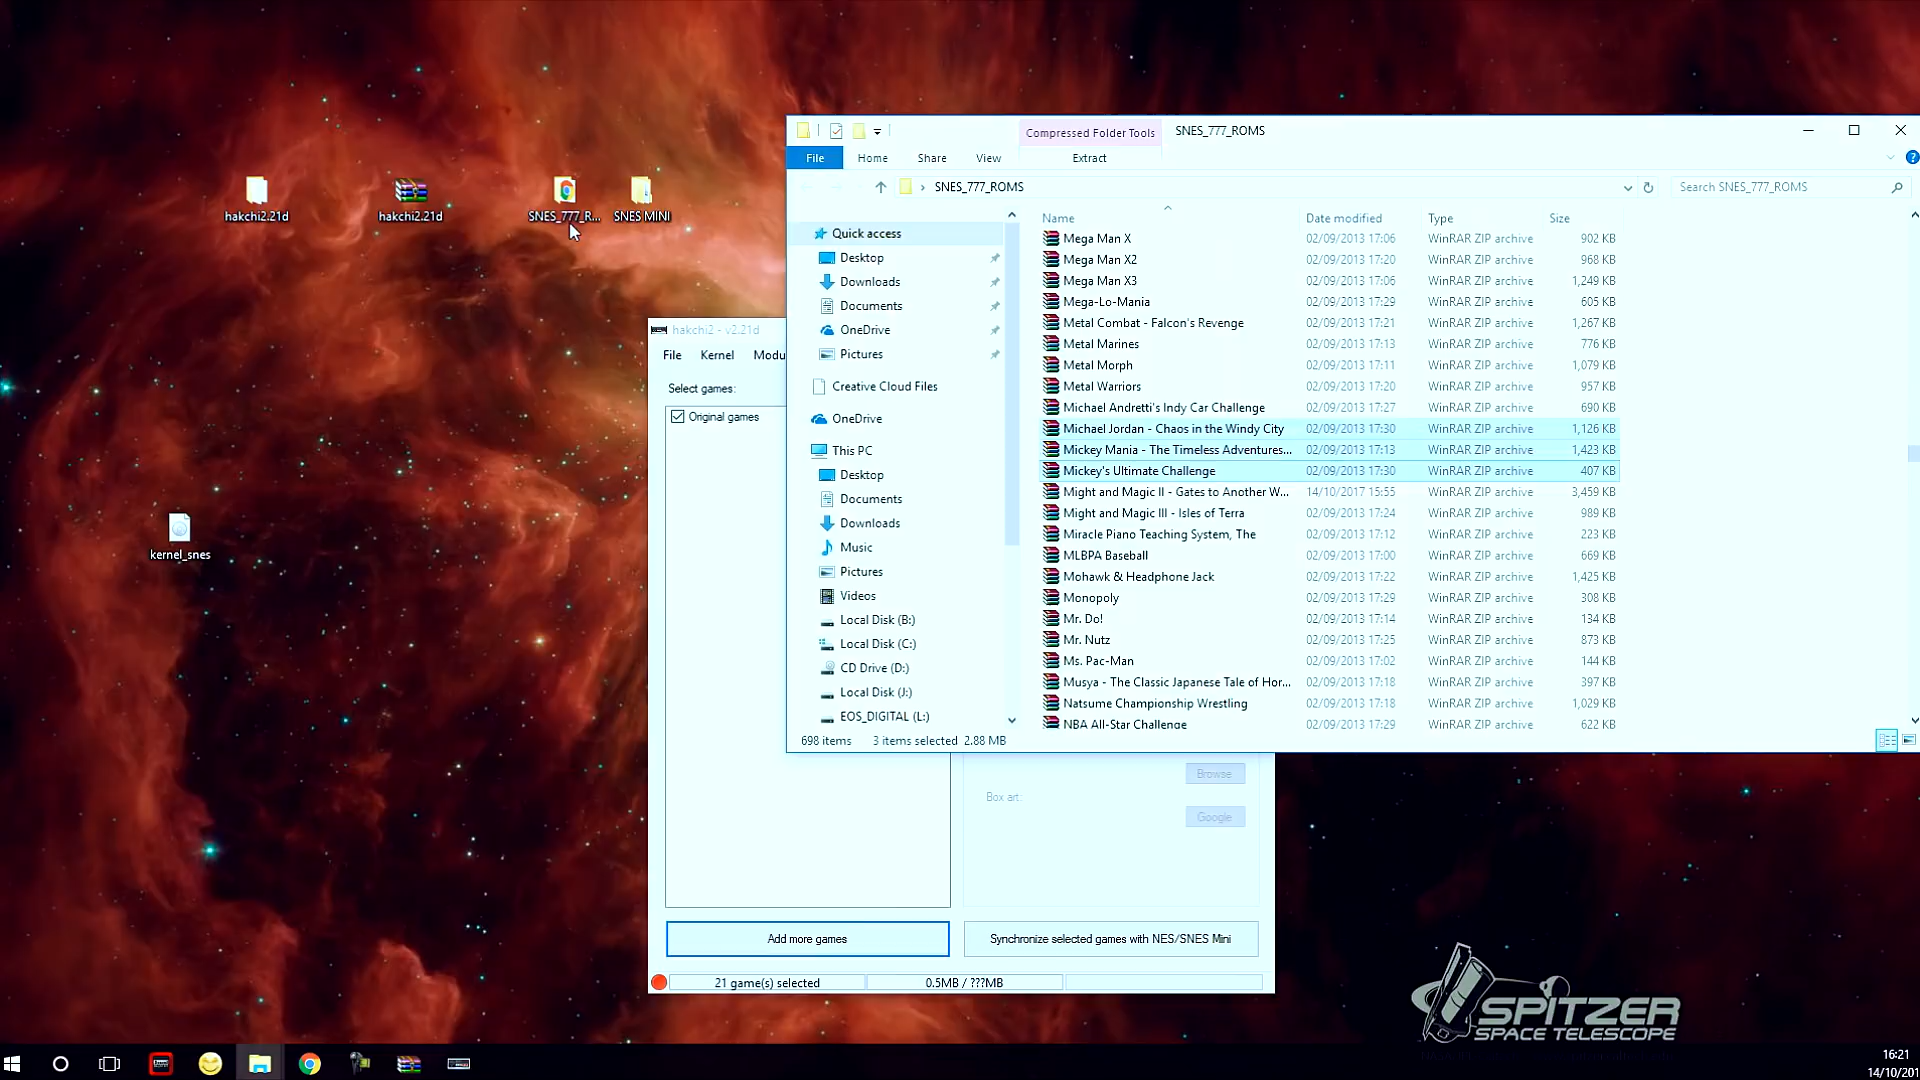 hakchi2.21d
hakchi2.21d
SNES_777_R...
SNES MINI
kernel_snes
Compressed Folder Tools
SNES_777_ROMS
File
Home
Share
View
Extract
SNES_777_ROMS
Search SNES_777_ROMS
Quick access
Desktop
Downloads
Documents
OneDrive
Pictures
Creative Cloud Files
OneDrive
This PC
Desktop
Documents
Downloads
Music
Pictures
Videos
Local Disk (B:)
Local Disk (C:)
CD Drive (D:)
Local Disk (J:)
EOS_DIGITAL (L:)
Name Date modified Type Size
Mega Man X 02/09/2013 17:06 WinRAR ZIP archive 902 KB
Mega Man X2 02/09/2013 17:20 WinRAR ZIP archive 968 KB
Mega Man X3 02/09/2013 17:06 WinRAR ZIP archive 1,249 KB
Mega-Lo-Mania 02/09/2013 17:29 WinRAR ZIP archive 605 KB
Metal Combat - Falcon's Revenge 02/09/2013 17:21 WinRAR ZIP archive 1,267 KB
Metal Marines 02/09/2013 17:13 WinRAR ZIP archive 776 KB
Metal Morph 02/09/2013 17:11 WinRAR ZIP archive 1,079 KB
Metal Warriors 02/09/2013 17:20 WinRAR ZIP archive 957 KB
Michael Andretti's Indy Car Challenge 02/09/2013 17:27 WinRAR ZIP archive 690 KB
Michael Jordan - Chaos in the Windy City 02/09/2013 17:30 WinRAR ZIP archive 1,126 KB
Mickey Mania - The Timeless Adventures... 02/09/2013 17:13 WinRAR ZIP archive 1,423 KB
Mickey's Ultimate Challenge 02/09/2013 17:30 WinRAR ZIP archive 407 KB
Might and Magic II - Gates to Another W... 14/10/2017 15:55 WinRAR ZIP archive 3,459 KB
Might and Magic III - Isles of Terra 02/09/2013 17:24 WinRAR ZIP archive 989 KB
Miracle Piano Teaching System, The 02/09/2013 17:12 WinRAR ZIP archive 223 KB
MLBPA Baseball 02/09/2013 17:00 WinRAR ZIP archive 669 KB
Mohawk & Headphone Jack 02/09/2013 17:22 WinRAR ZIP archive 1,425 KB
Monopoly 02/09/2013 17:29 WinRAR ZIP archive 308 KB
Mr. Do! 02/09/2013 17:14 WinRAR ZIP archive 134 KB
Mr. Nutz 02/09/2013 17:25 WinRAR ZIP archive 873 KB
Ms. Pac-Man 02/09/2013 17:02 WinRAR ZIP archive 144 KB
Musya - The Classic Japanese Tale of Hor... 02/09/2013 17:18 WinRAR ZIP archive 397 KB
Natsume Championship Wrestling 02/09/2013 17:18 WinRAR ZIP archive 1,029 KB
NBA All-Star Challenge 02/09/2013 17:29 WinRAR ZIP archive 622 KB
698 items 3 items selected 2.88 MB
hakchi2 - v2.21d
File Kernel Modu
Select games:
Original games
Browse
Box art:
Google
Add more games
Synchronize selected games with NES/SNES Mini
21 game(s) selected
0.5MB / ???MB
SPITZER
SPACE TELESCOPE
16:21
14/10/201